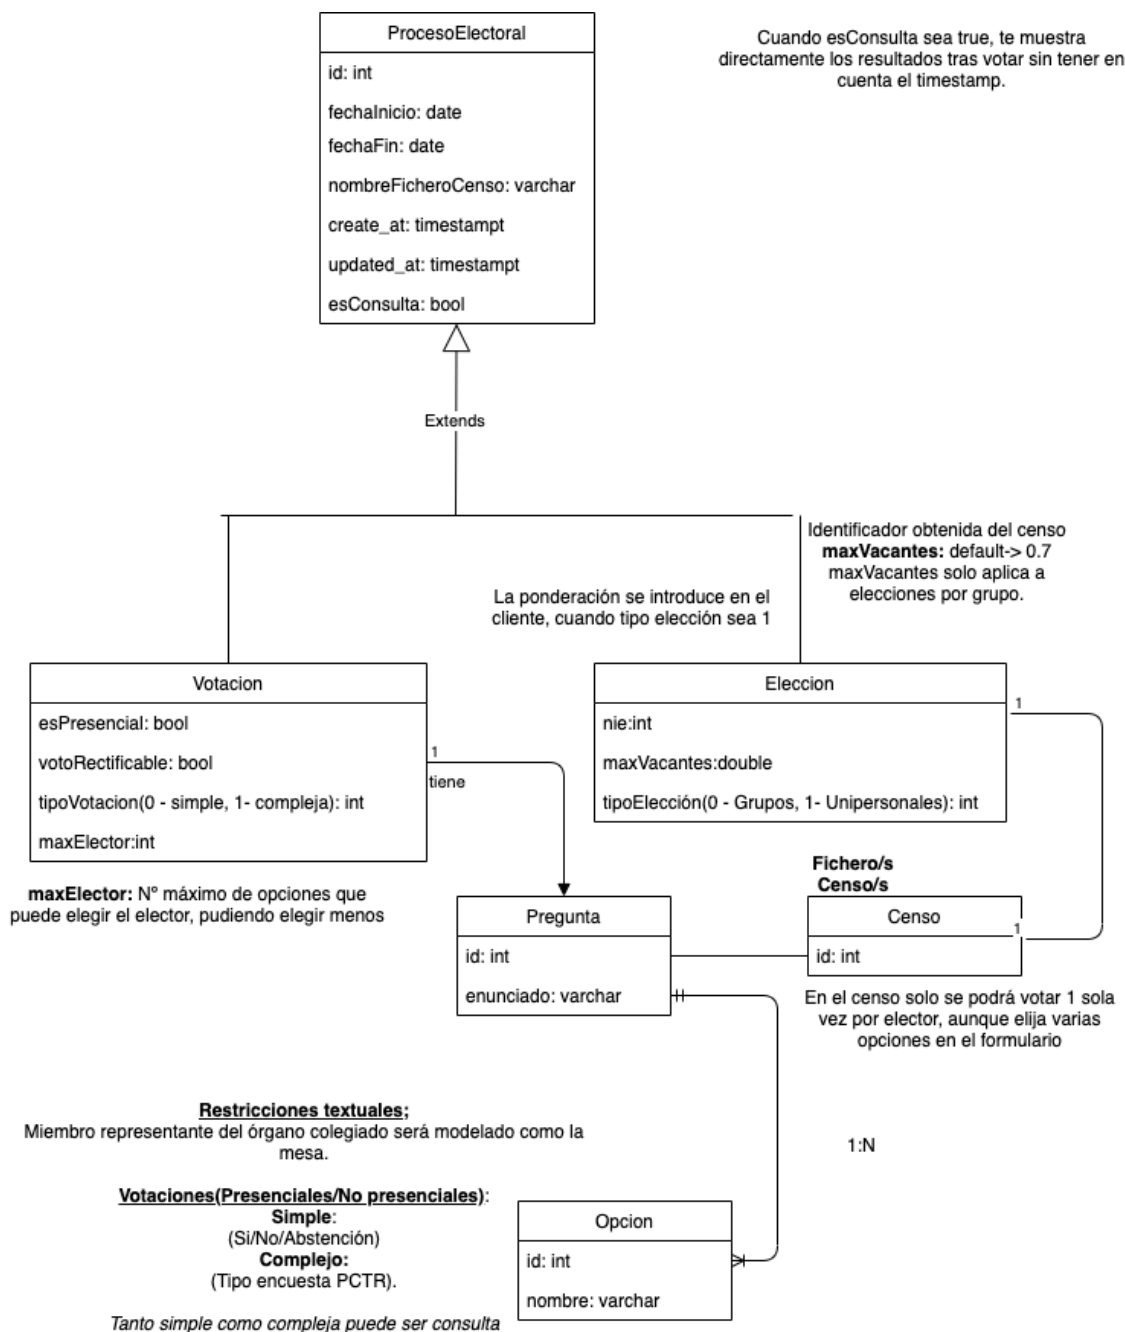 ProcesoElectoral
id: int
fechaInicio: date
fechaFin: date
nombreFicheroCenso: varchar
create_at: timestampt
updated_at: timestampt
esConsulta: bool
Cuando esConsulta sea true, te muestra
directamente los resultados tras votar sin tener en
cuenta el timestamp.
Extends
Identificador obtenida del censo
maxVacantes: default-> 0.7
maxVacantes solo aplica a
elecciones por grupo.
La ponderación se introduce en el
cliente, cuando tipo elección sea 1
Votacion
esPresencial: bool
votoRectificable: bool
tipoVotacion(0 - simple, 1- compleja): int
maxElector:int
1
tiene
Eleccion
nie:int
maxVacantes:double
tipoElección(0 - Grupos, 1- Unipersonales): int
1
maxElector: Nº máximo de opciones que
puede elegir el elector, pudiendo elegir menos
Pregunta
id: int
enunciado: varchar
Fichero/s
Censo/s
Censo
1
id: int
En el censo solo se podrá votar 1 sola
vez por elector, aunque elija varias
opciones en el formulario
Restricciones textuales;
Miembro representante del órgano colegiado será modelado como la
mesa.
1:N
Votaciones(Presenciales/No presenciales):
Simple:
(Si/No/Abstención)
Complejo:
(Tipo encuesta PCTR).
Tanto simple como compleja puede ser consulta
Opcion
id: int
nombre: varchar